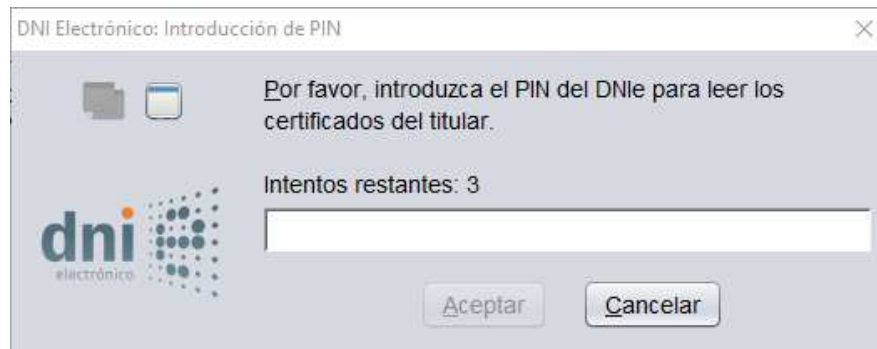 DNI Electrónico: Introducción de PIN
Por favor, introduzca el PIN del DNIe para leer los
certificados del titular.
Intentos restantes: 3
dni
electrónico
Aceptar
Cancelar